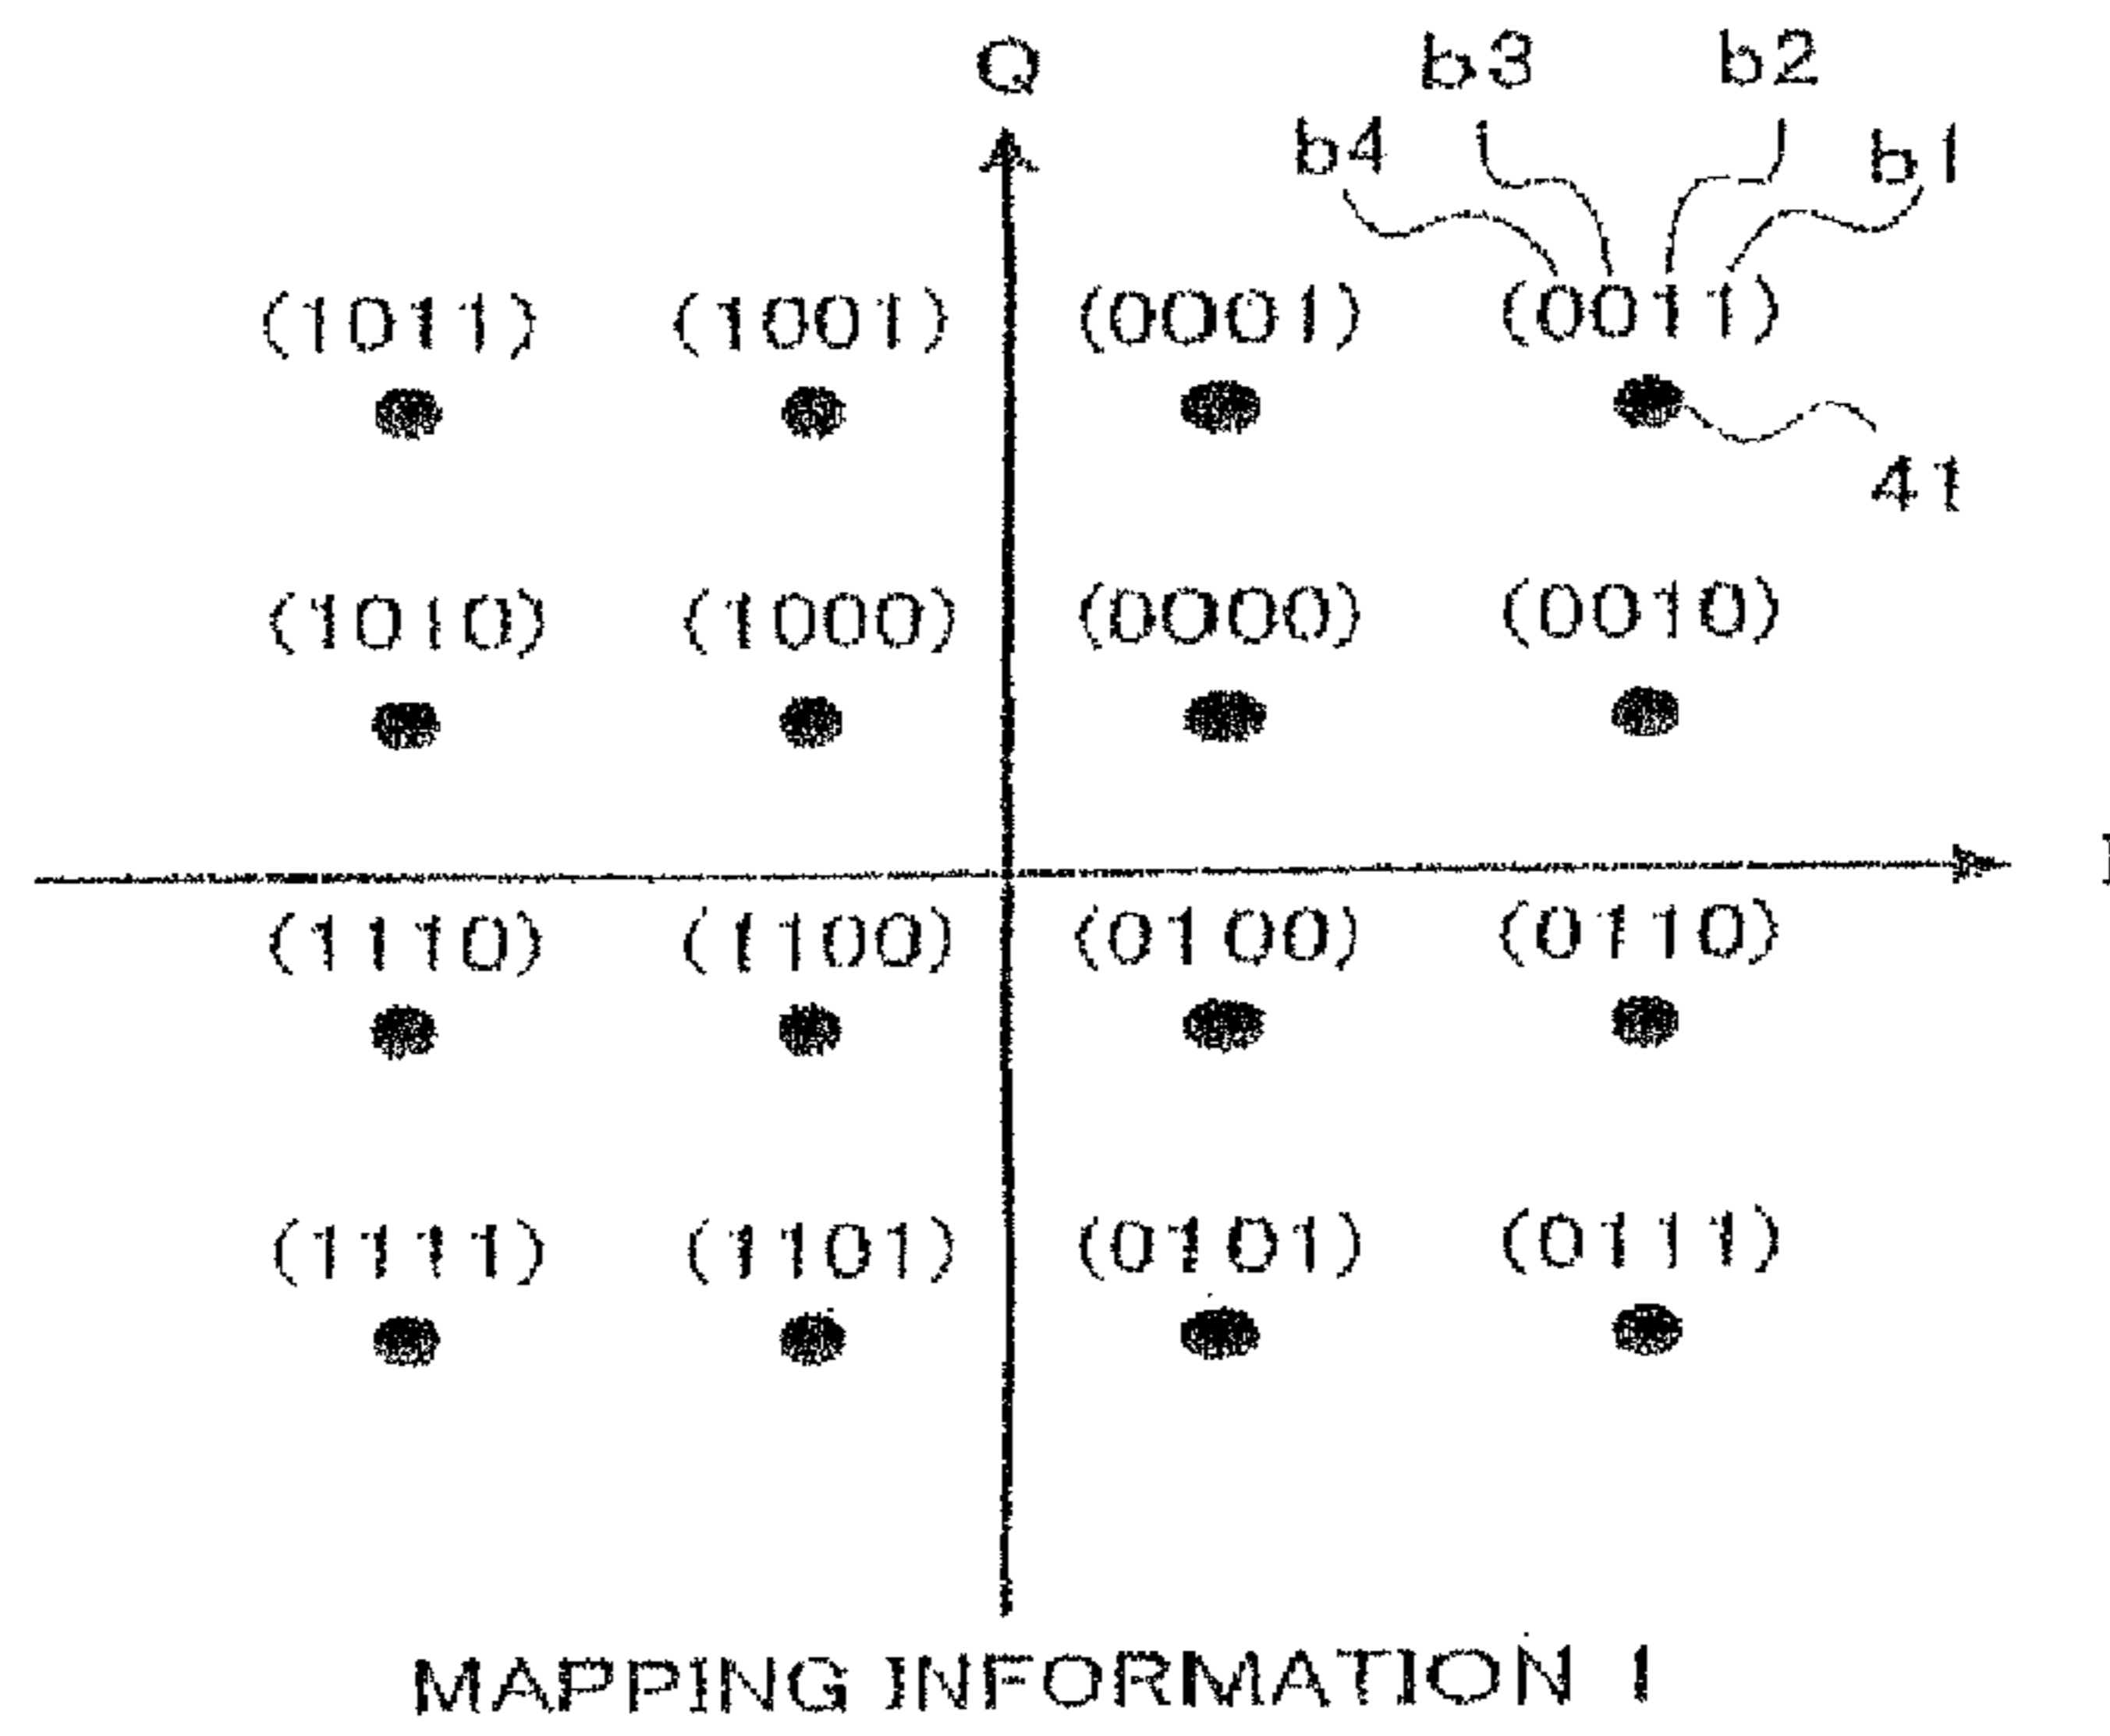 Q
b3 b2
b4 b1
(1011) (1001) (0001) (0011)
41
(1010) (1000) (0000) (0010)
I
(1110) (1100) (0100) (0110)
(1111) (1101) (0101) (0111)
MAPPING INFORMATION 1